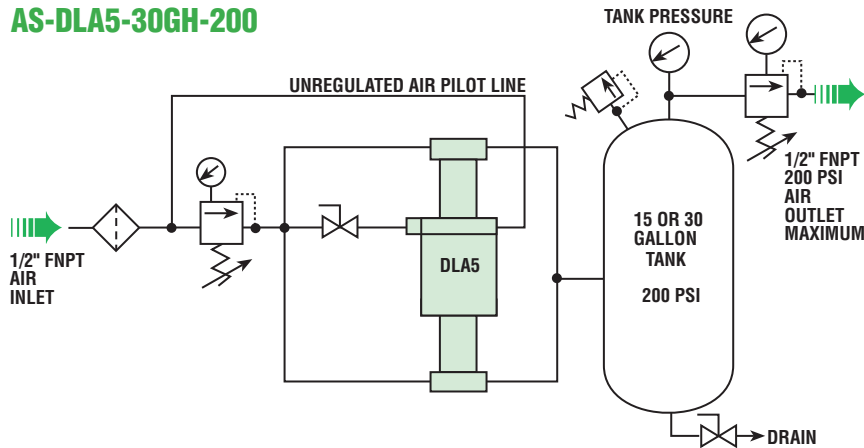 AS-DLA5-30GH-200
TANK PRESSURE
UNREGULATED AIR PILOT LINE
1/2" FNPT
AIR
INLET
DLA5
15 OR 30
GALLON
TANK
200 PSI
1/2" FNPT
200 PSI
AIR
OUTLET
MAXIMUM
DRAIN